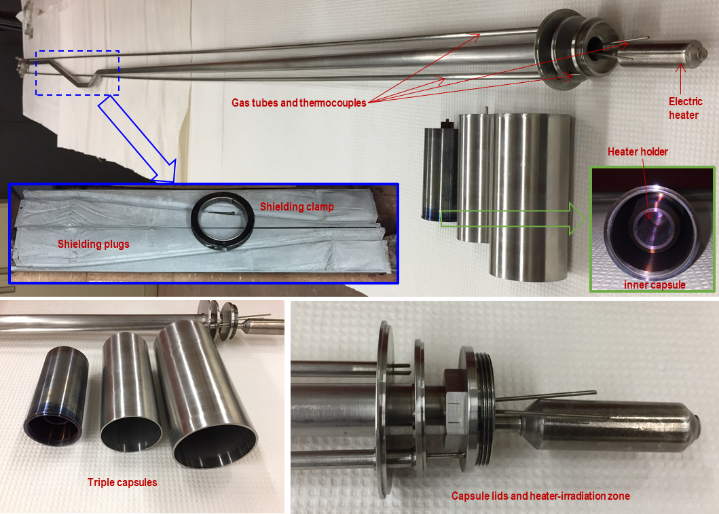 Gas tubes and thermocouples
Electric
heater
Heater holder
Shielding clamp
Shielding plugs
inner capsule
Triple capsules
Capsule lids and heater-irradiation zone